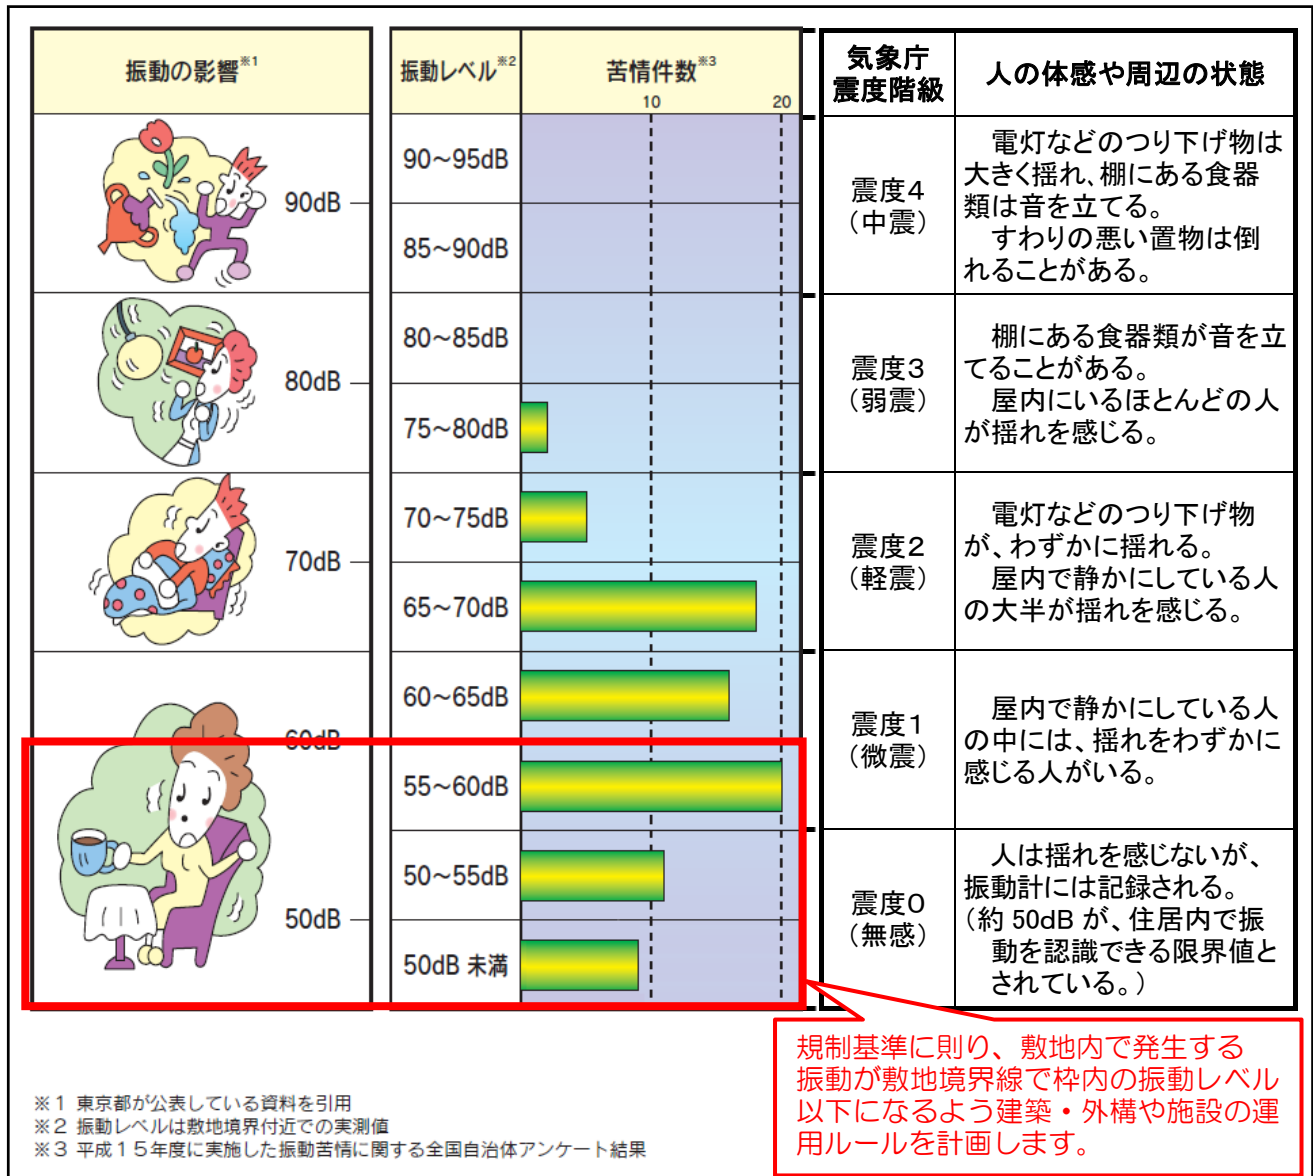 振動の影響※1
振動レベル※2
苦情件数※3
10
20
気象庁
震度階級
人の体感や周辺の状態
90dB
90～95dB
85～90dB
震度4
（中震）
電灯などのつり下げ物は
大きく揺れ、棚にある食器
類は音を立てる。
すわりの悪い置物は倒
れることがある。
80dB
80～85dB
75～80dB
震度3
（弱震）
棚にある食器類が音を立
てることがある。
屋内にいるほとんどの人
が揺れを感じる。
70dB
70～75dB
65～70dB
震度2
（軽震）
電灯などのつり下げ物
が、わずかに揺れる。
屋内で静かにしている人
の大半が揺れを感じる。
60dB
60～65dB
55～60dB
震度1
（微震）
屋内で静かにしている人
の中には、揺れをわずかに
感じる人がいる。
50dB
50～55dB
50dB 未満
震度0
（無感）
人は揺れを感じないが、
振動計には記録される。
（約 50dB が、住居内で振
動を認識できる限界値と
されている。）
規制基準に則り、敷地内で発生する
振動が敷地境界線で枠内の振動レベル
以下になるよう建築・外構や施設の運
用ルールを計画します。
※1 東京都が公表している資料を引用
※2 振動レベルは敷地境界付近での実測値
※3 平成15年度に実施した振動苦情に関する全国自治体アンケート結果